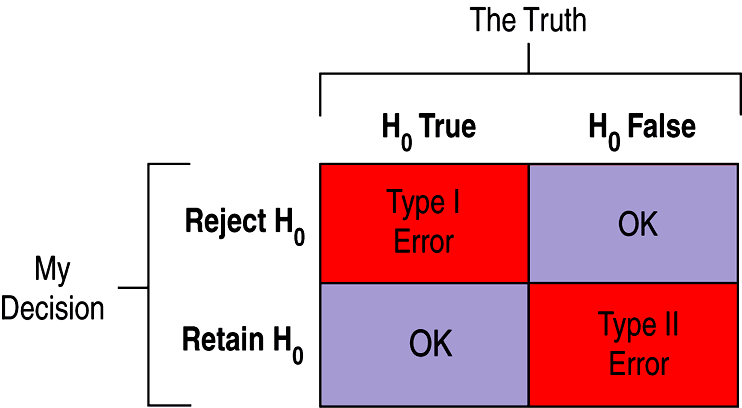 The Truth
H₀ True
H₀ False
My
Decision
Reject H₀
Type I
Error
OK
Retain H₀
OK
Type II
Error